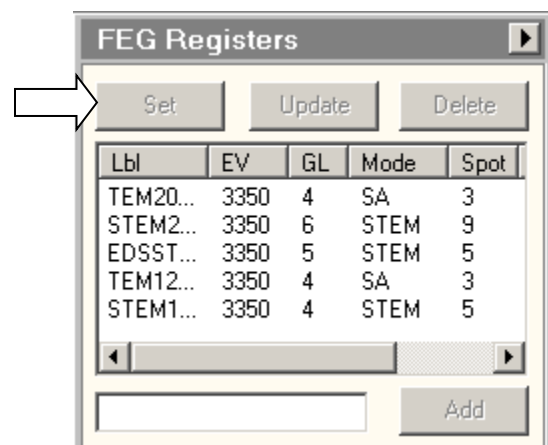 FEG Registers
Set Update Delete
Lbl EV GL Mode Spot
TEM20... 3350 4 SA 3
STEM2... 3350 6 STEM 9
EDSST... 3350 5 STEM 5
TEM12... 3350 4 SA 3
STEM1... 3350 4 STEM 5
Add